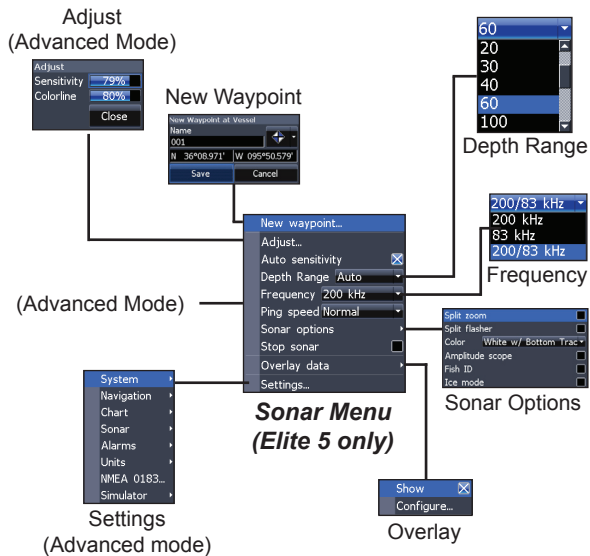 Adjust
(Advanced Mode)
Adjust
Sensitivity 79%
Colorline 80%
Close
New Waypoint
New Waypoint at Vessel
Name
001
N 36°08.971' W 095°50.579'
Save Cancel
60
20
30
40
60
100
Depth Range
200/83 kHz
200 kHz
83 kHz
200/83 kHz
Frequency
New waypoint...
Adjust...
Auto sensitivity
Depth Range Auto
Frequency 200 kHz
Ping speed Normal
Sonar options
Stop sonar
Overlay data
Settings...
(Advanced Mode)
Sonar Menu
(Elite 5 only)
Split zoom
Split flasher
Color White w/ Bottom Trac
Amplitude scope
Fish ID
Ice mode
Sonar Options
System
Navigation
Chart
Sonar
Alarms
Units
NMEA 0183...
Simulator
Settings
(Advanced mode)
Show
Configure...
Overlay